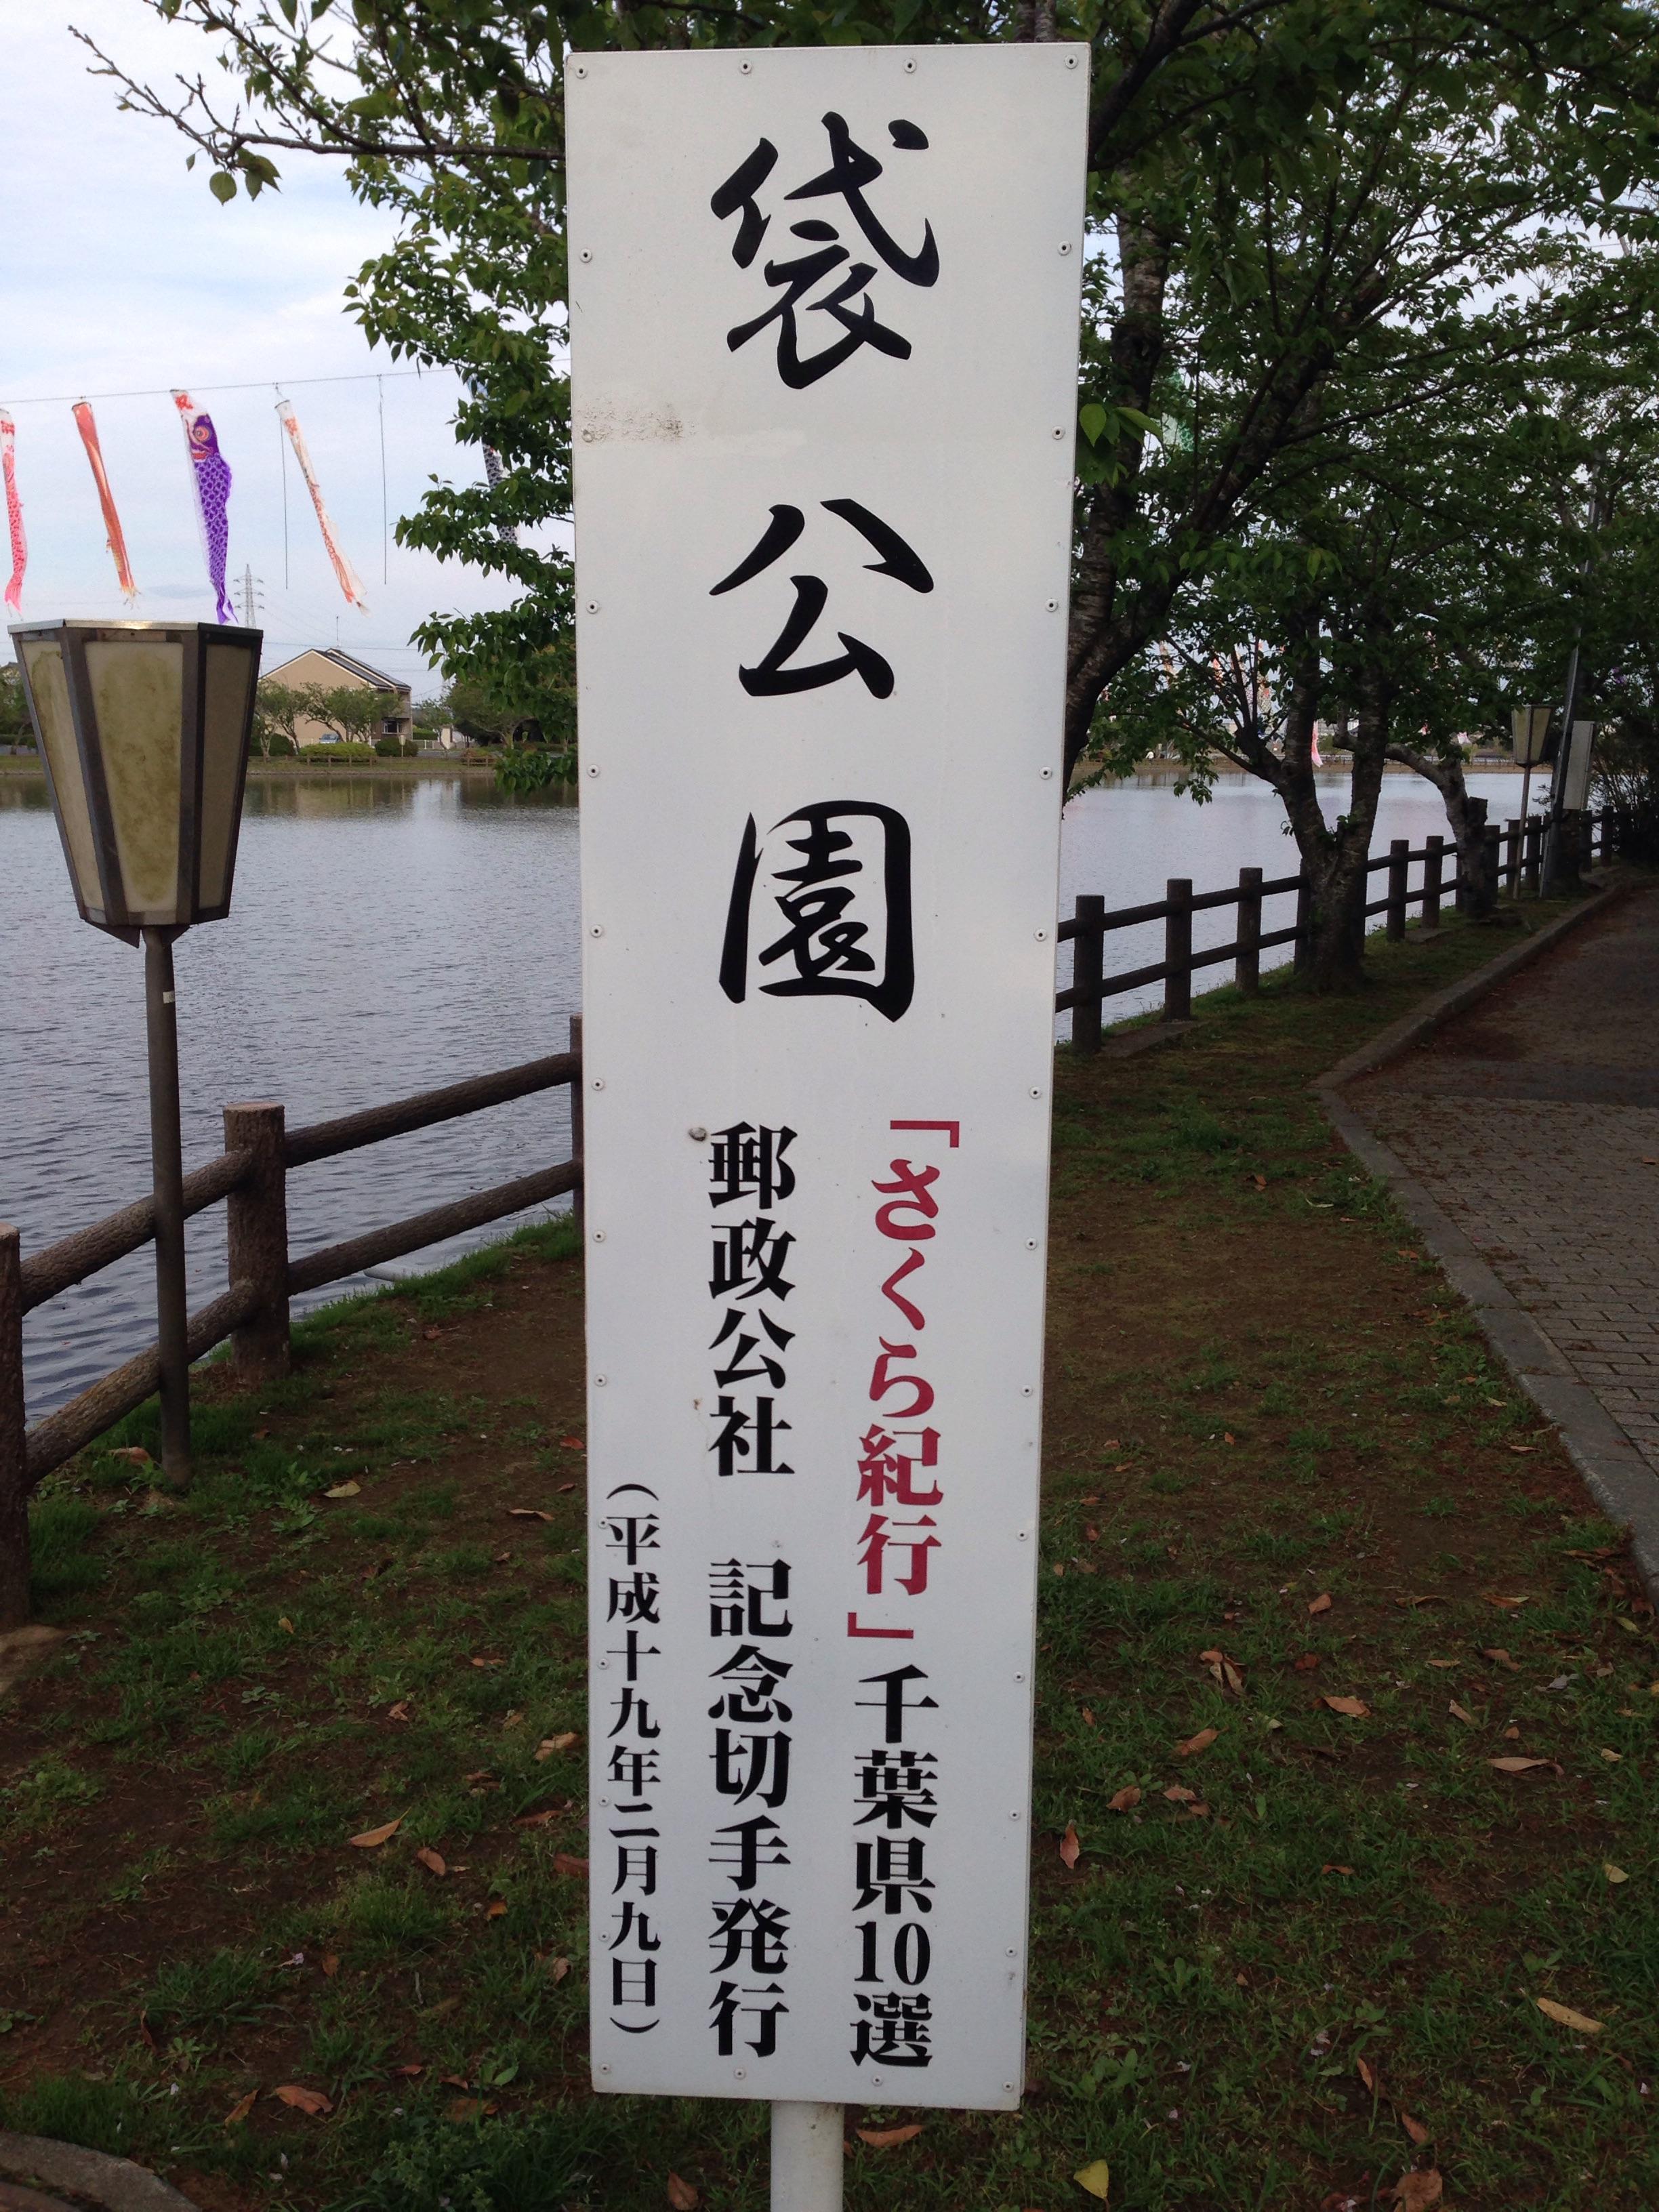 袋公園
「さくら紀行」千葉県10選
郵政公社　記念切手発行
（平成十九年二月九日）